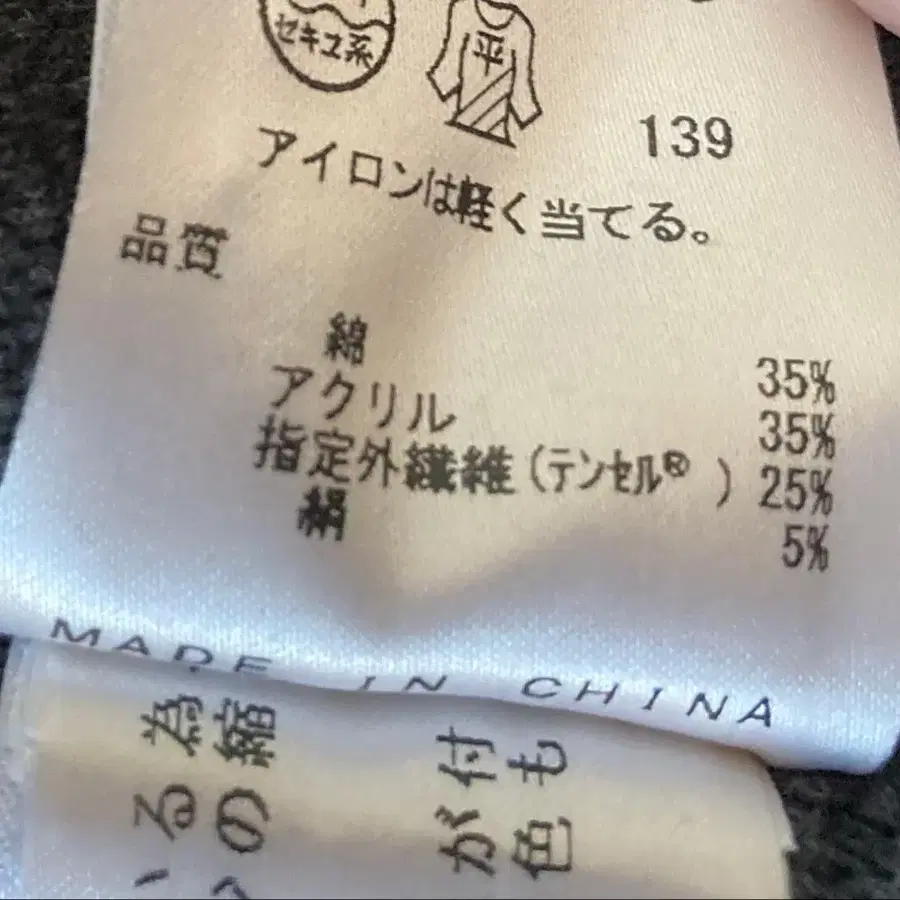 セキユ系
平
139
アイロンは軽く当てる。
品質
綿 35%
アクリル 35%
指定外繊維(テンセル® ) 25%
絹 5%
MADE IN CHINA
も色
付が
縮の
為る、